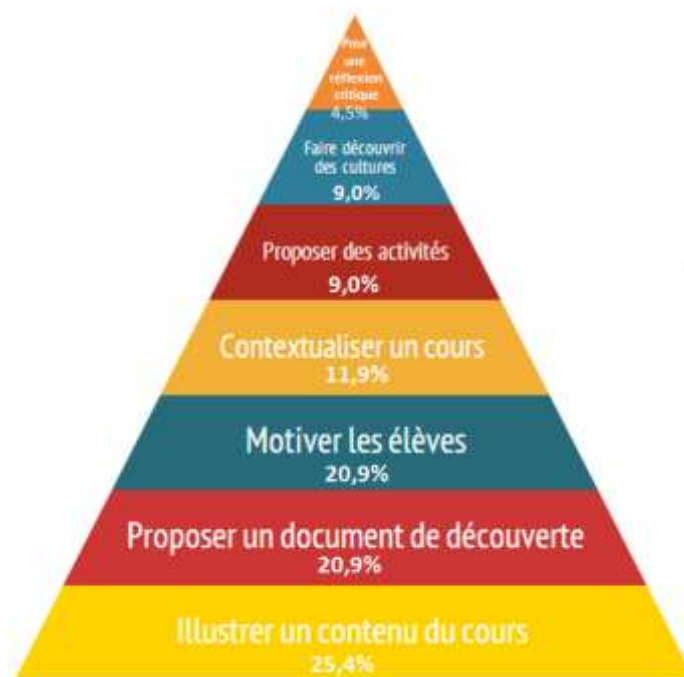 Pour
une
réflexion
critique
4,5%
Faire découvrir
des cultures
9,0%
Proposer des activités
9,0%
Contextualiser un cours
11,9%
Motiver les élèves
20,9%
Proposer un document de découverte
20,9%
Illustrer un contenu du cours
25,4%